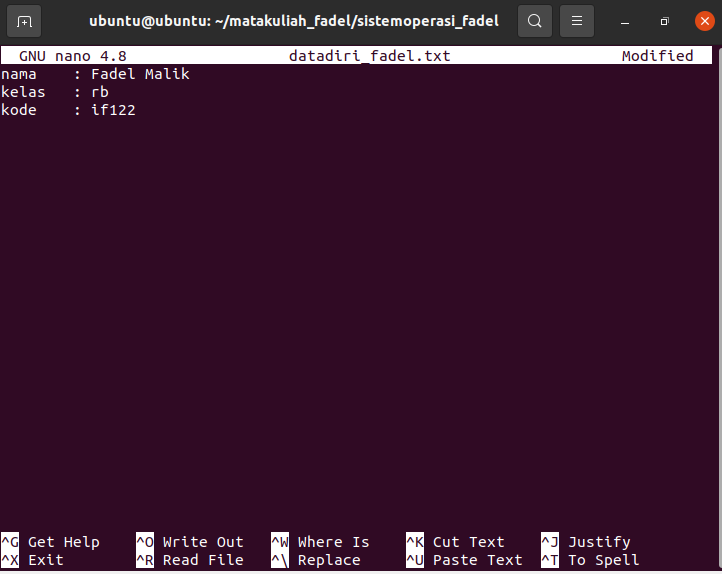 ubuntu@ubuntu: ~/matakuliah_fadel/sistemoperasi_fadel
GNU nano 4.8 datadiri_fadel.txt Modified
nama    : Fadel Malik
kelas   : rb
kode    : if122
^G Get Help ^O Write Out ^W Where Is ^K Cut Text ^J Justify
^X Exit ^R Read File ^\ Replace ^U Paste Text ^T To Spell